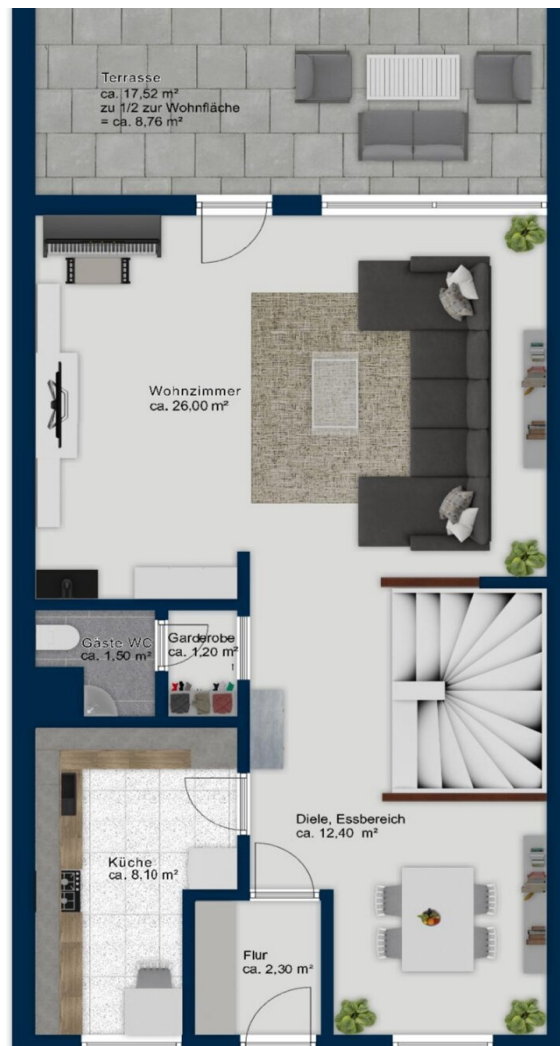 Terrasse
ca. 17,52 m²
zu 1/2 zur Wohnfläche
= ca. 8,76 m²
Wohnzimmer
ca. 26,00 m²
Gäste WC
ca. 1,50 m²
Garderobe
ca. 1,20 m²
Diele, Essbereich
ca. 12,40 m²
Küche
ca. 8,10 m²
Flur
ca. 2,30 m²